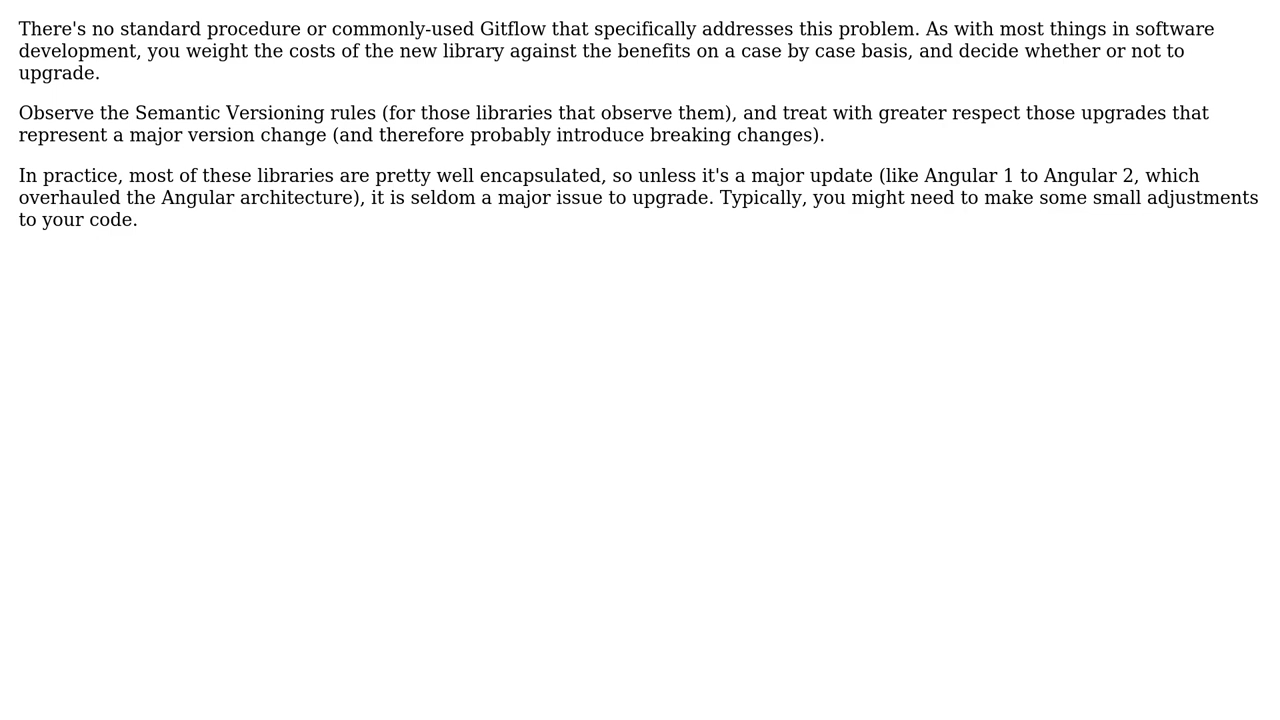 There's no standard procedure or commonly-used Gitflow that specifically addresses this problem. As with most things in software
development, you weight the costs of the new library against the benefits on a case by case basis, and decide whether or not to
upgrade.
Observe the Semantic Versioning rules (for those libraries that observe them), and treat with greater respect those upgrades that
represent a major version change (and therefore probably introduce breaking changes).
In practice, most of these libraries are pretty well encapsulated, so unless it's a major update (like Angular 1 to Angular 2, which
overhauled the Angular architecture), it is seldom a major issue to upgrade. Typically, you might need to make some small adjustments
to your code.